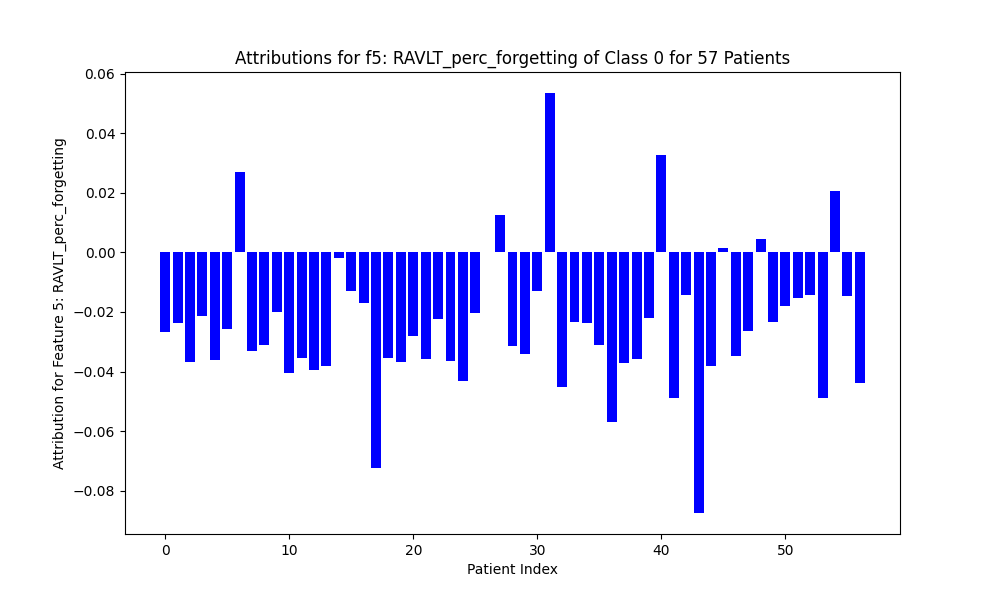 Attributions for f5: RAVLT_perc_forgetting of Class 0 for 57 Patients
Attribution for Feature 5: RAVLT_perc_forgetting
0.06
0.04
0.02
0.00
−0.02
−0.04
−0.06
−0.08
0 10 20 30 40 50
Patient Index